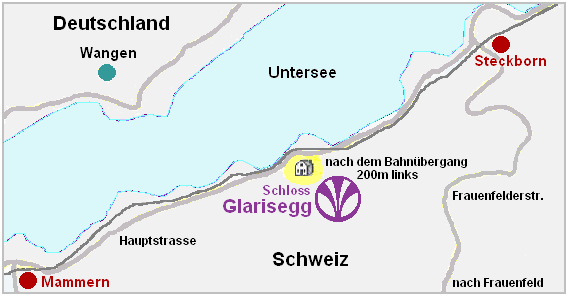 Deutschland
Wangen
Untersee
Steckborn
nach dem Bahnübergang
200m links
Schloss
Glarisegg
Frauenfelderstr.
Hauptstrasse
Schweiz
Mammern
nach Frauenfeld